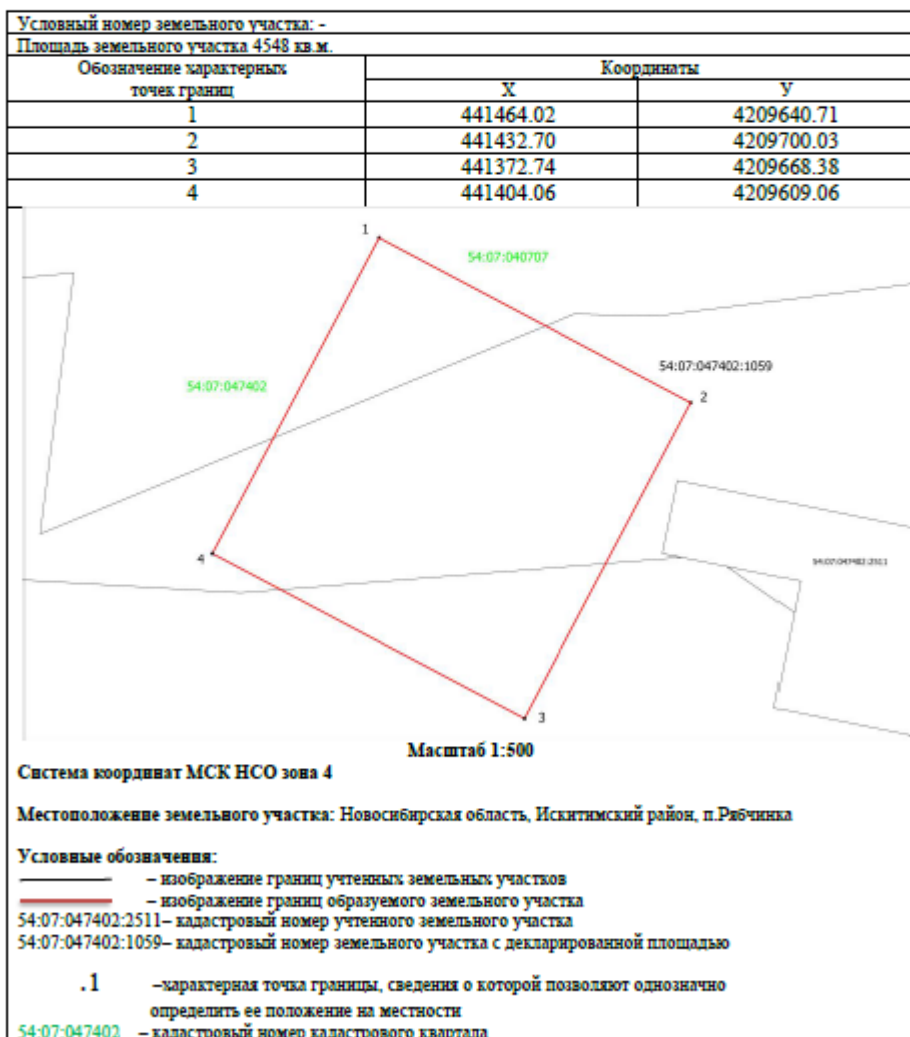 Условный номер земельного участка: -
Площадь земельного участка 4548 кв.м.
Обозначение характерных точек границ
Координаты
Х
У
1 441464.02 4209640.71
2 441432.70 4209700.03
3 441372.74 4209668.38
4 441404.06 4209609.06
1
54:07:040707
54:07:047402:1059
54:07:047402
2
4
54:07:047402:2511
3
Масштаб 1:500
Система координат МСК НСО зона 4
Местоположение земельного участка: Новосибирская область, Искитимский район, п.Рябчинка
Условные обозначения:
– изображение границ учтенных земельных участков
– изображение границ образуемого земельного участка
54:07:047402:2511– кадастровый номер учтенного земельного участка
54:07:047402:1059– кадастровый номер земельного участка с декларированной площадью
.1 –характерная точка границы, сведения о которой позволяют однозначно
определить ее положение на местности
54:07:047402 – кадастровый номер кадастрового квартала